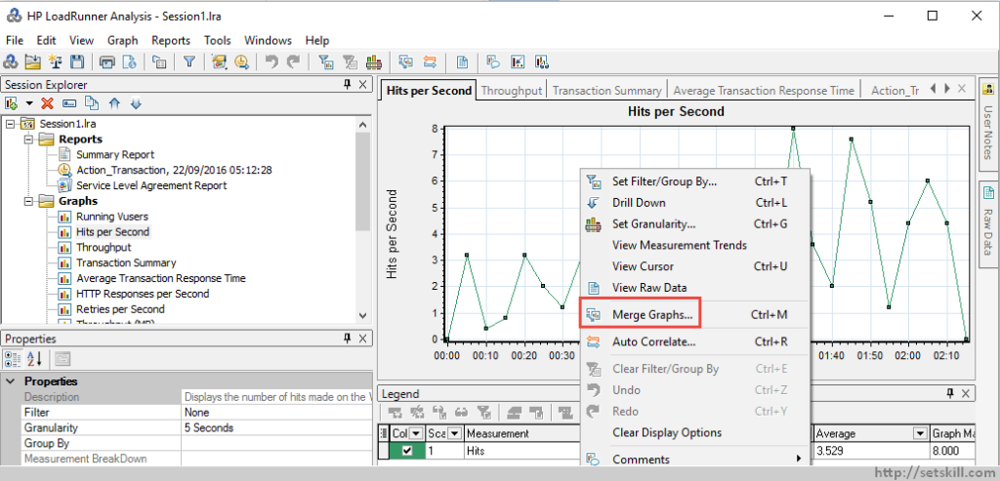 HP LoadRunner Analysis - Session1.lra
File Edit View Graph Reports Tools Windows Help
Session Explorer
Session1.lra
Reports
Summary Report
Action_Transaction, 22/09/2016 05:12:28
Service Level Agreement Report
Graphs
Running Vusers
Hits per Second
Throughput
Transaction Summary
Average Transaction Response Time
HTTP Responses per Second
Retries per Second
Properties
Properties
Description Displays the number of hits made on the
Filter None
Granularity 5 Seconds
Group By
Measurement BreakDown
Hits per Second Throughput Transaction Summary Average Transaction Response Time Action_Tr
Hits per Second
Hits per Second
8
7
6
5
4
3
2
1
0
00:00 00:10 00:20 00:30 01:40 01:50 02:00 02:10
Set Filter/Group By... Ctrl+T
Drill Down Ctrl+L
Set Granularity... Ctrl+G
View Measurement Trends
View Cursor Ctrl+U
View Raw Data
Merge Graphs... Ctrl+M
Auto Correlate... Ctrl+R
Clear Filter/Group By Ctrl+E
Undo Ctrl+Z
Redo Ctrl+Y
Clear Display Options
Comments
Legend
Col Sca Measurement Average Graph Ma
1 Hits 3.529 8.000
User Notes
Raw Data
http://setskill.com